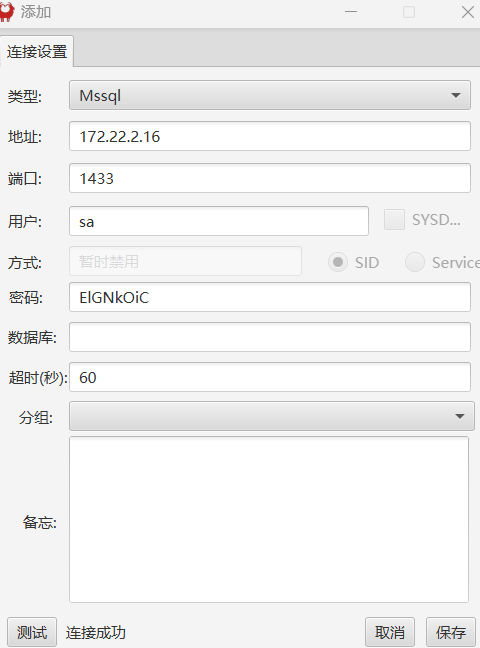 添加
连接设置
类型: Mssql
地址: 172.22.2.16
端口: 1433
用户: sa SYSD...
方式: 暂时禁用 SID Service
密码: ElGNkOiC
数据库:
超时(秒): 60
分组:
备忘:
测试 连接成功 取消 保存